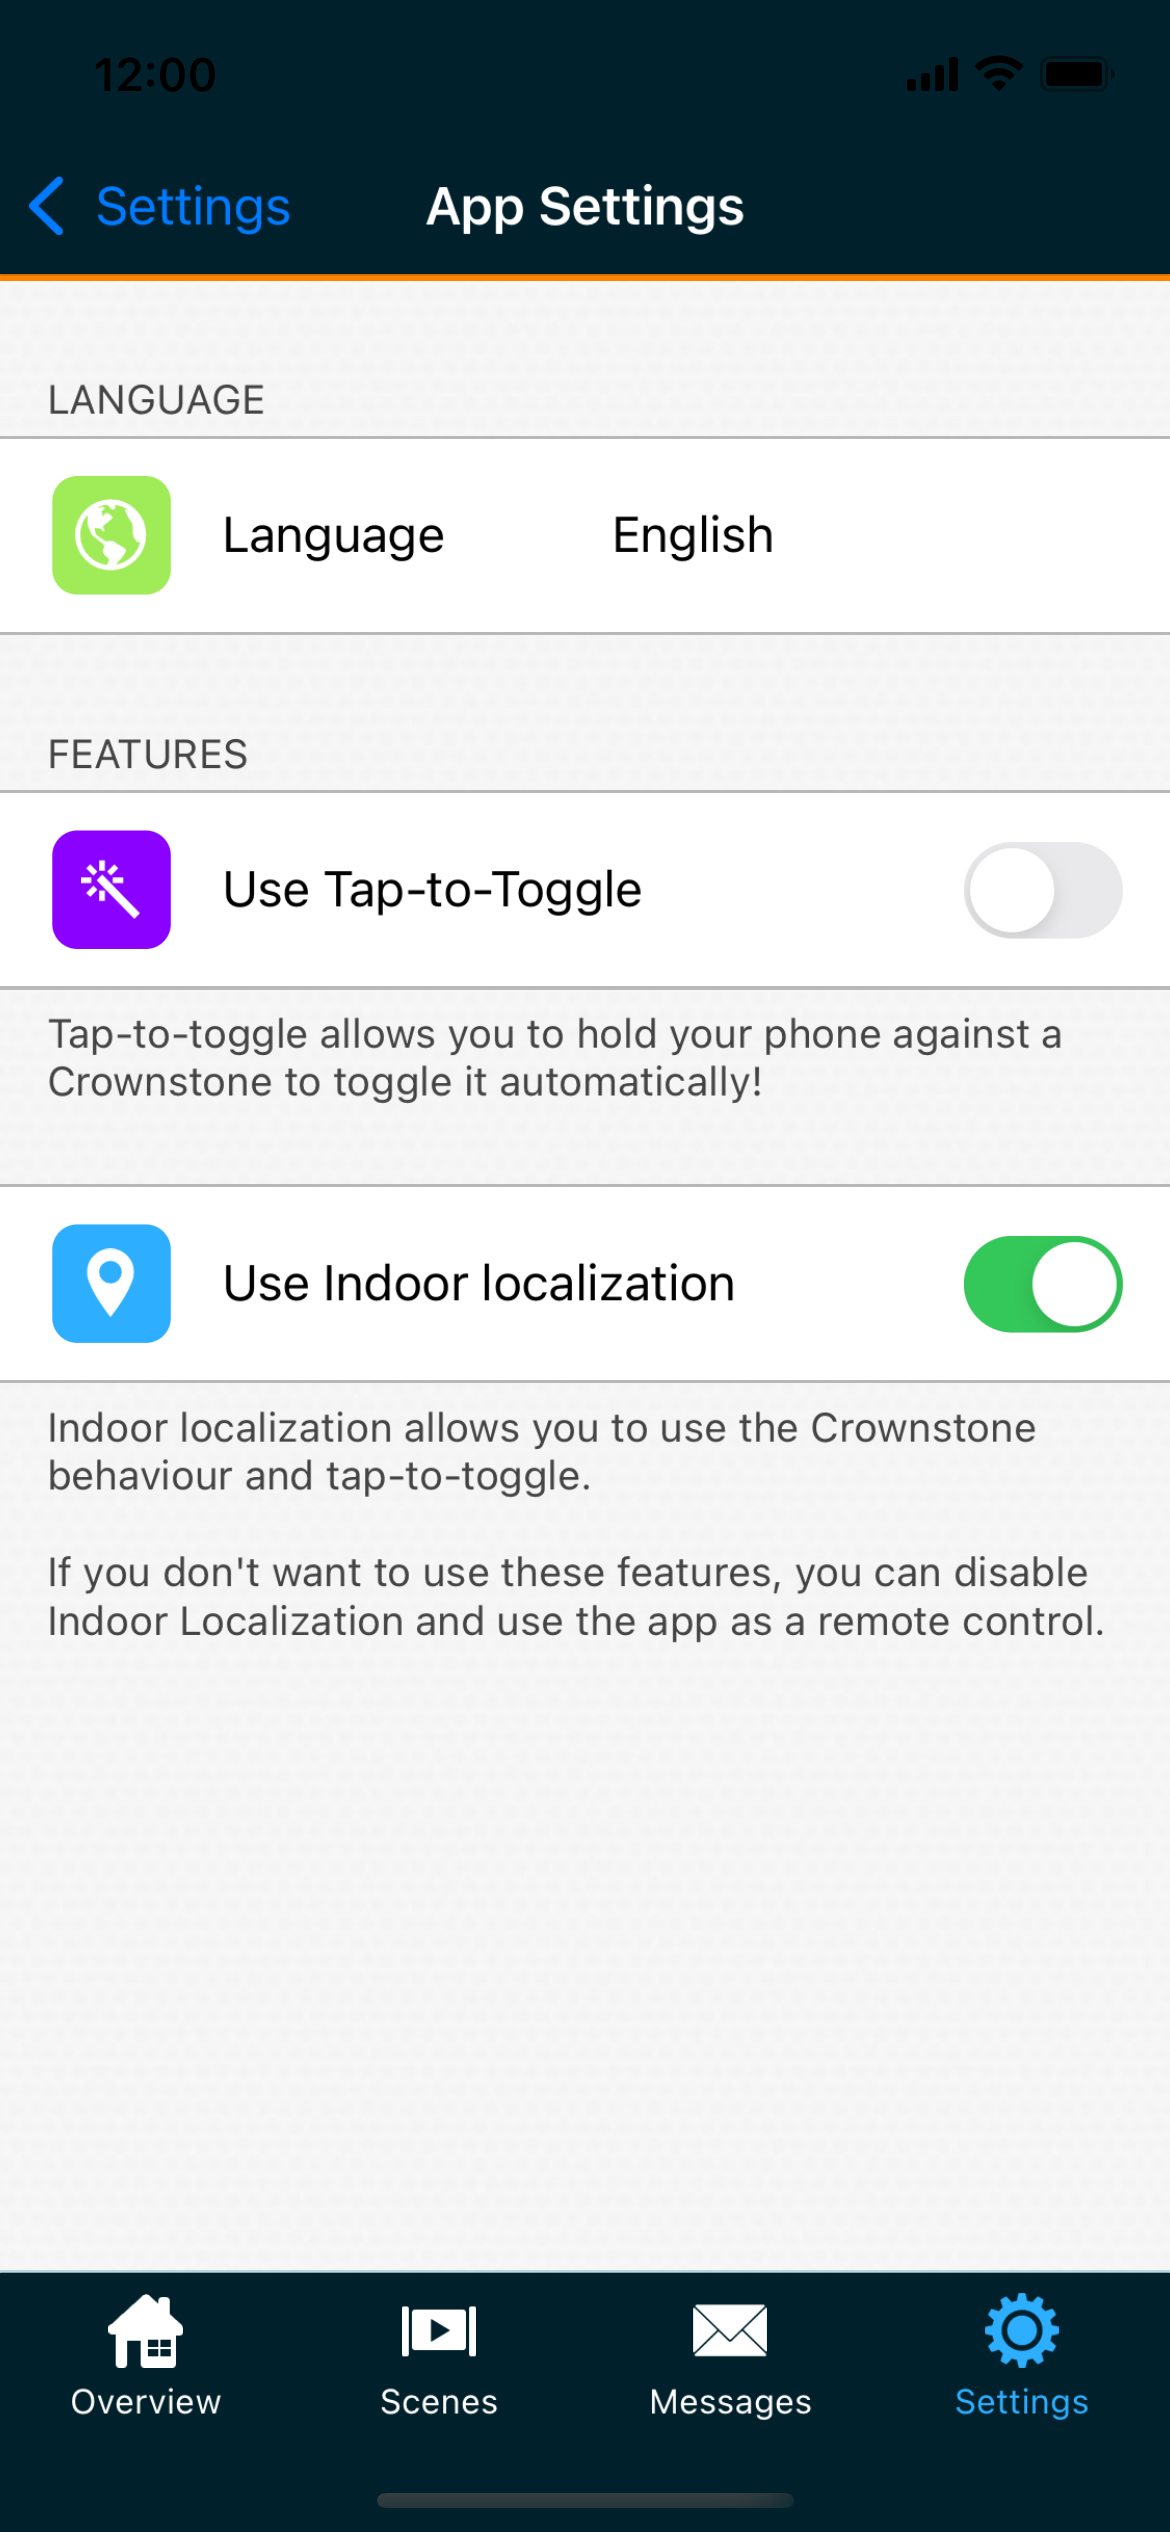 12:00
Settings
App Settings
LANGUAGE
Language English
FEATURES
Use Tap-to-Toggle
Tap-to-toggle allows you to hold your phone against a
Crownstone to toggle it automatically!
Use Indoor localization
Indoor localization allows you to use the Crownstone
behaviour and tap-to-toggle.
If you don't want to use these features, you can disable
Indoor Localization and use the app as a remote control.
Overview
Scenes
Messages
Settings